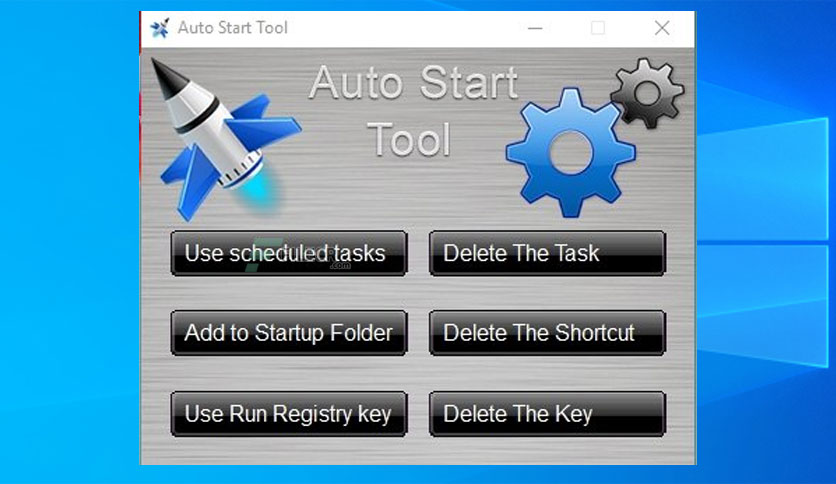 Auto Start Tool
Auto Start
Tool
Use scheduled tasks
Delete The Task
Add to Startup Folder
Delete The Shortcut
Use Run Registry key
Delete The Key